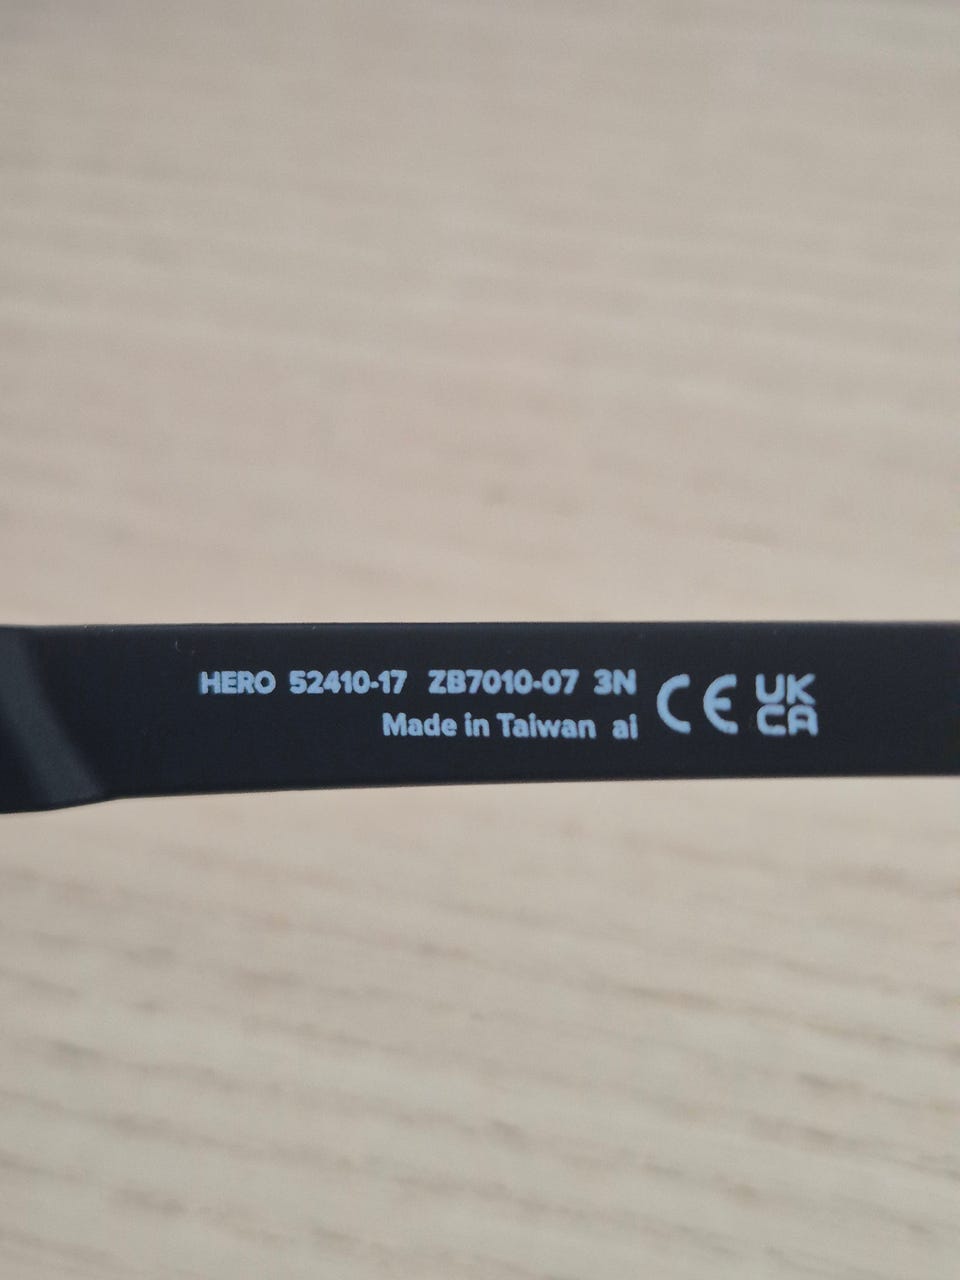 HERO 52410-17 ZB7010-07 3N
Made in Taiwan ai
CE UK
CA